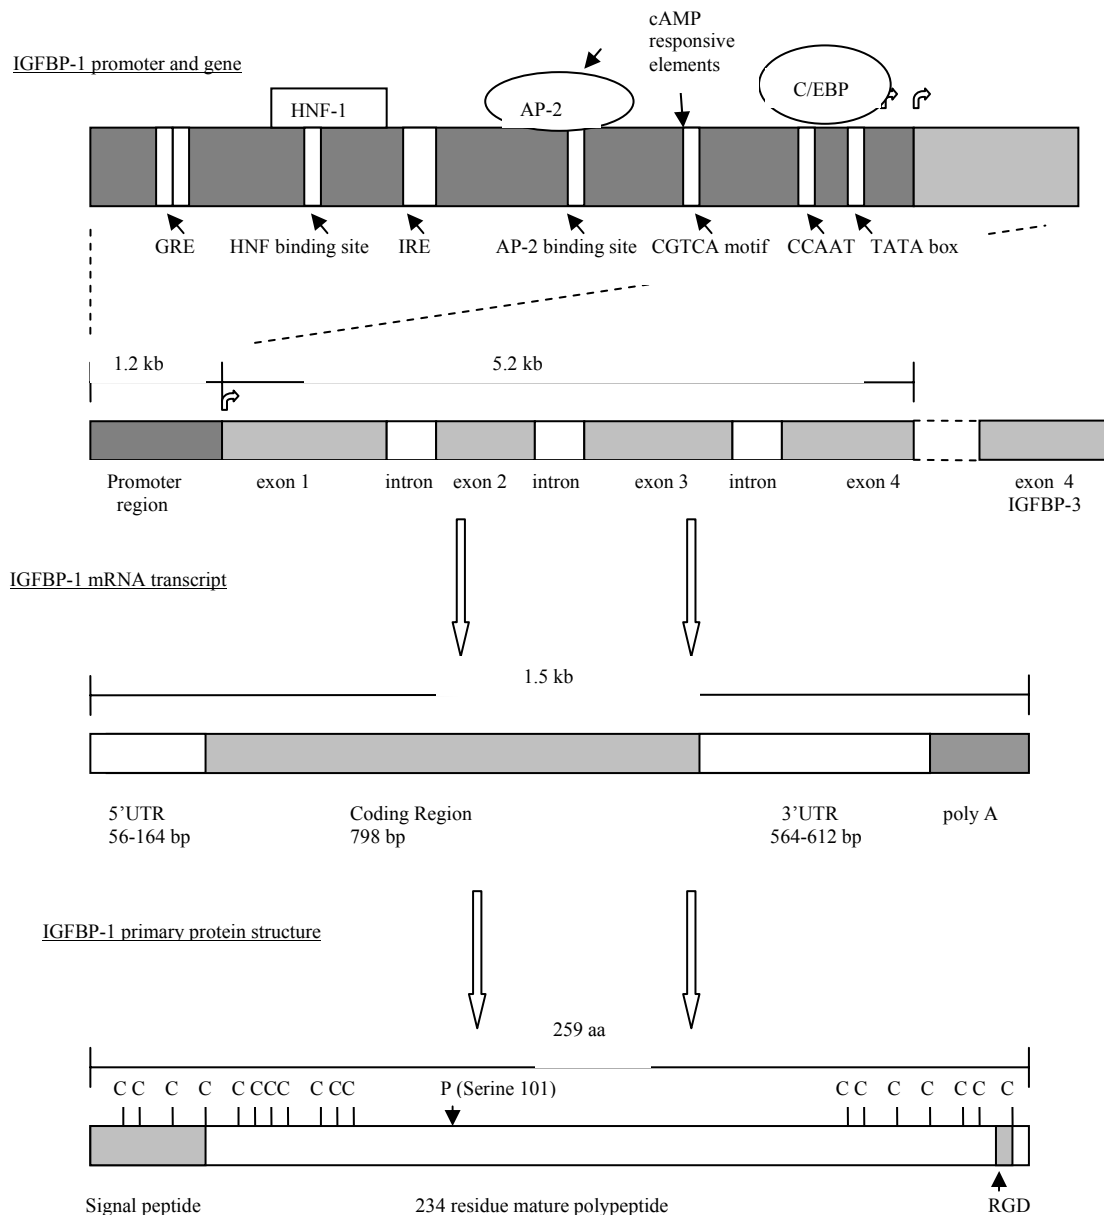 cAMP
responsive
elements
IGFBP-1 promoter and gene
HNF-1
AP-2
C/EBP
GRE
HNF binding site
IRE
AP-2 binding site
CGTCA motif
CCAAT
TATA box
1.2 kb
5.2 kb
Promoter
region
exon 1
intron
exon 2
intron
exon 3
intron
exon 4
exon 4
IGFBP-3
IGFBP-1 mRNA transcript
1.5 kb
5’UTR
56-164 bp
Coding Region
798 bp
3’UTR
564-612 bp
poly A
IGFBP-1 primary protein structure
259 aa
C C C C C CCC C CC P (Serine 101) C C C C C C C
Signal peptide
234 residue mature polypeptide
RGD